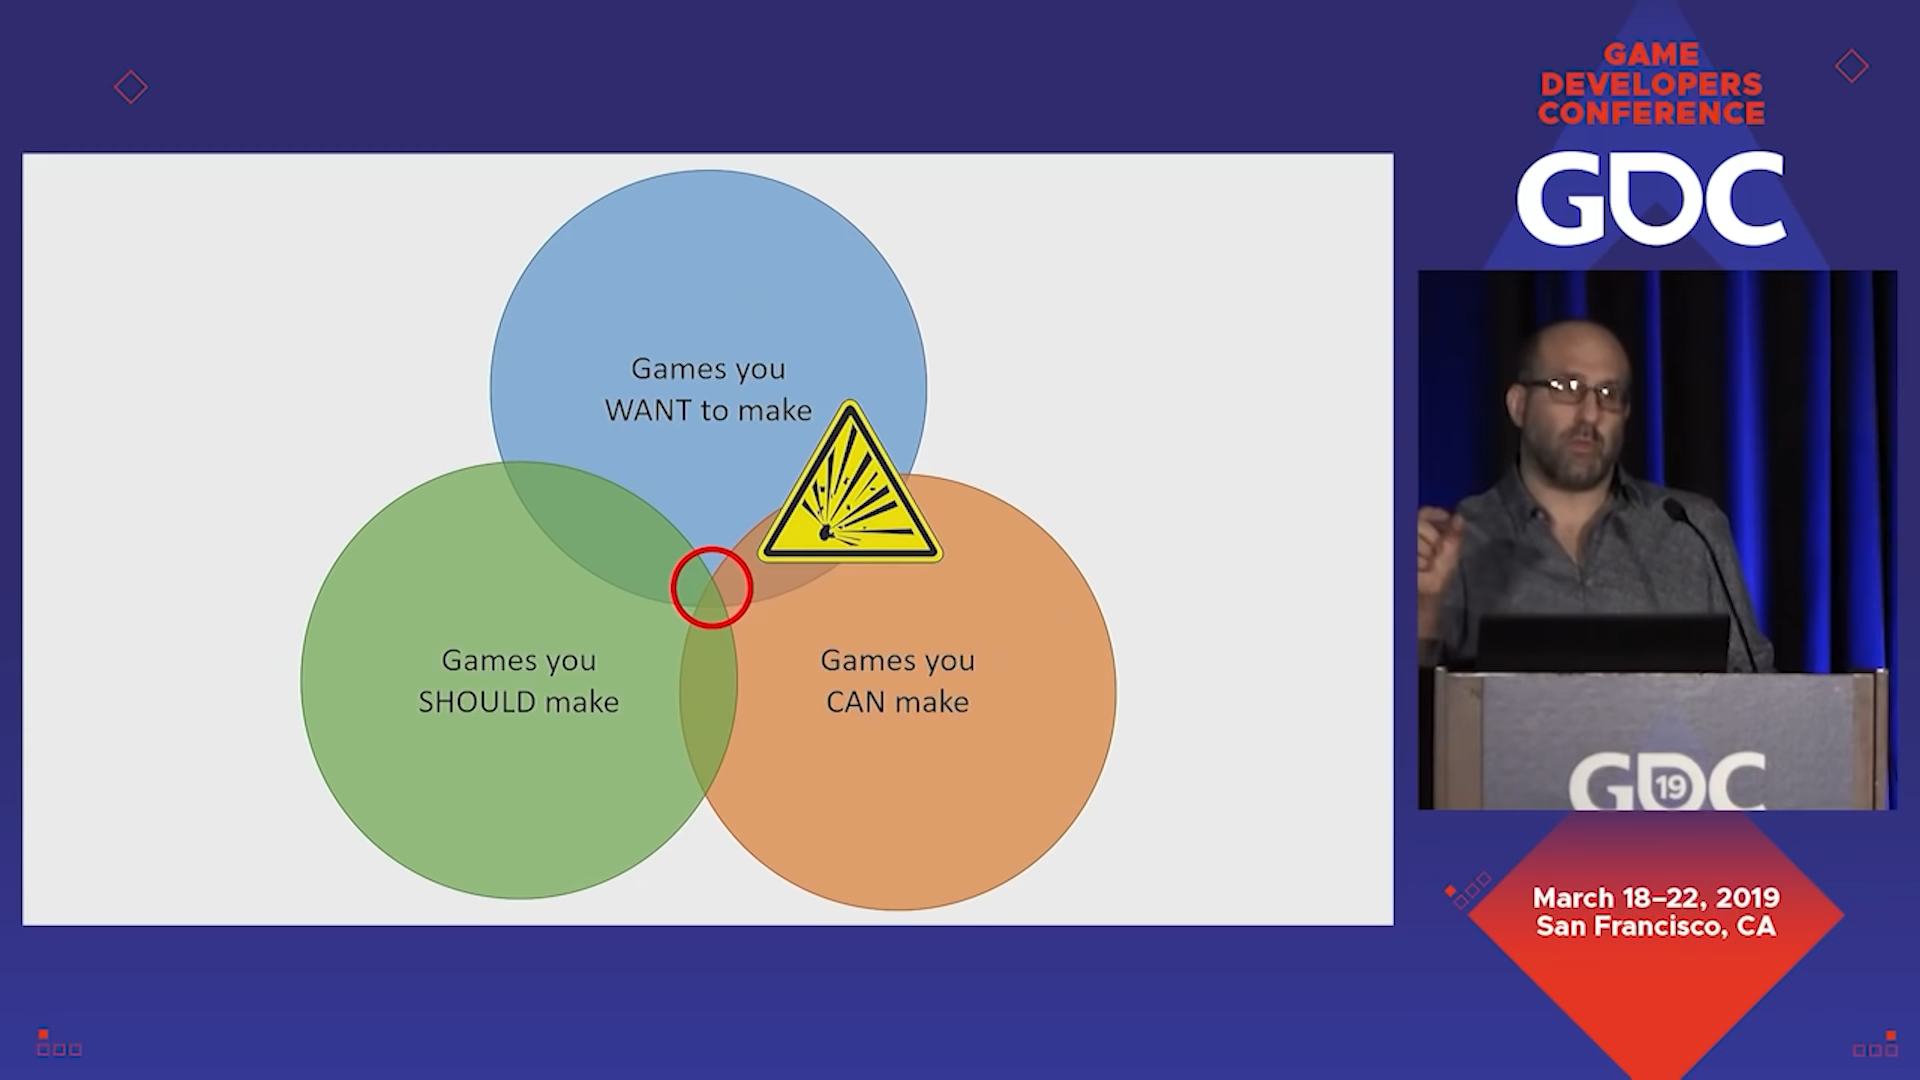 GAME
DEVELOPERS
CONFERENCE
GDC
Games you
WANT to make
Games you
SHOULD make
Games you
CAN make
GDC
19
March 18–22, 2019
San Francisco, CA